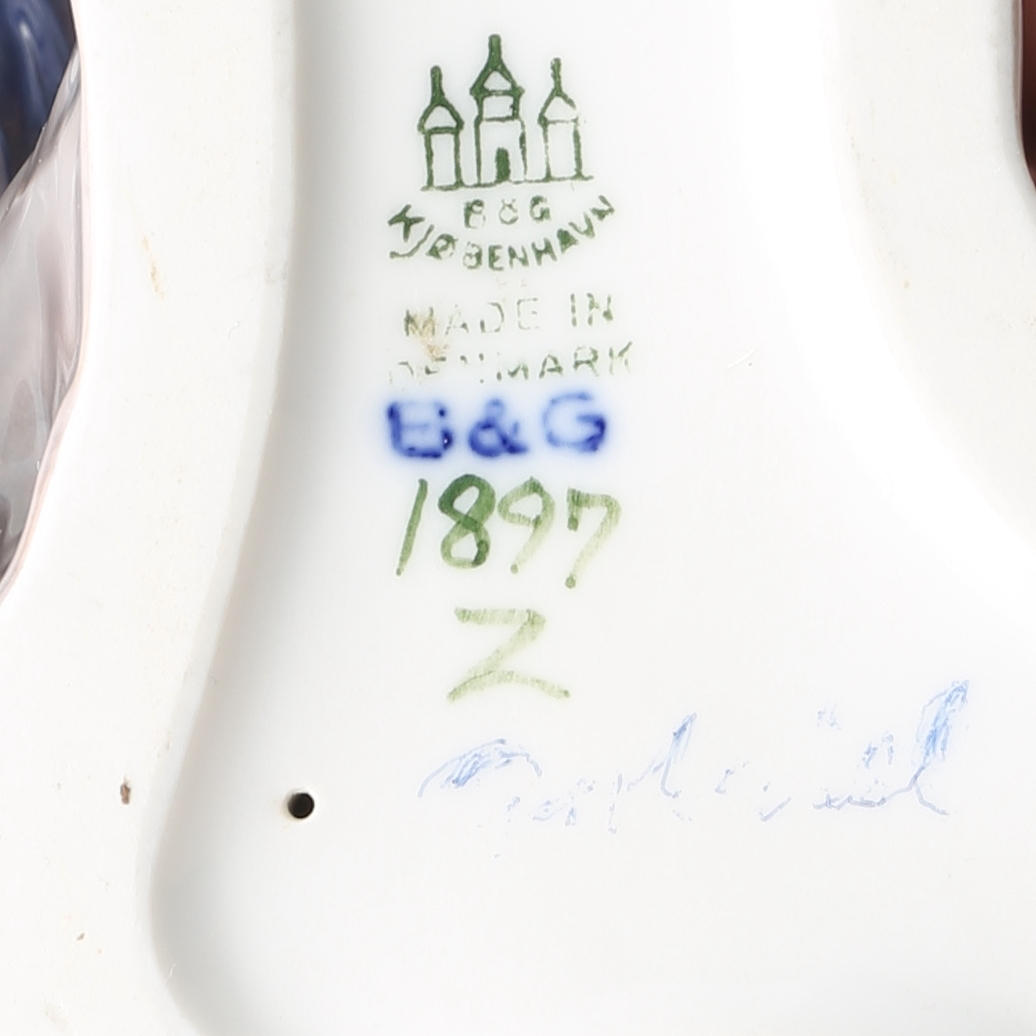 B&G
KJØBENHAVN
MADE IN
DENMARK
B&G
1897
Z